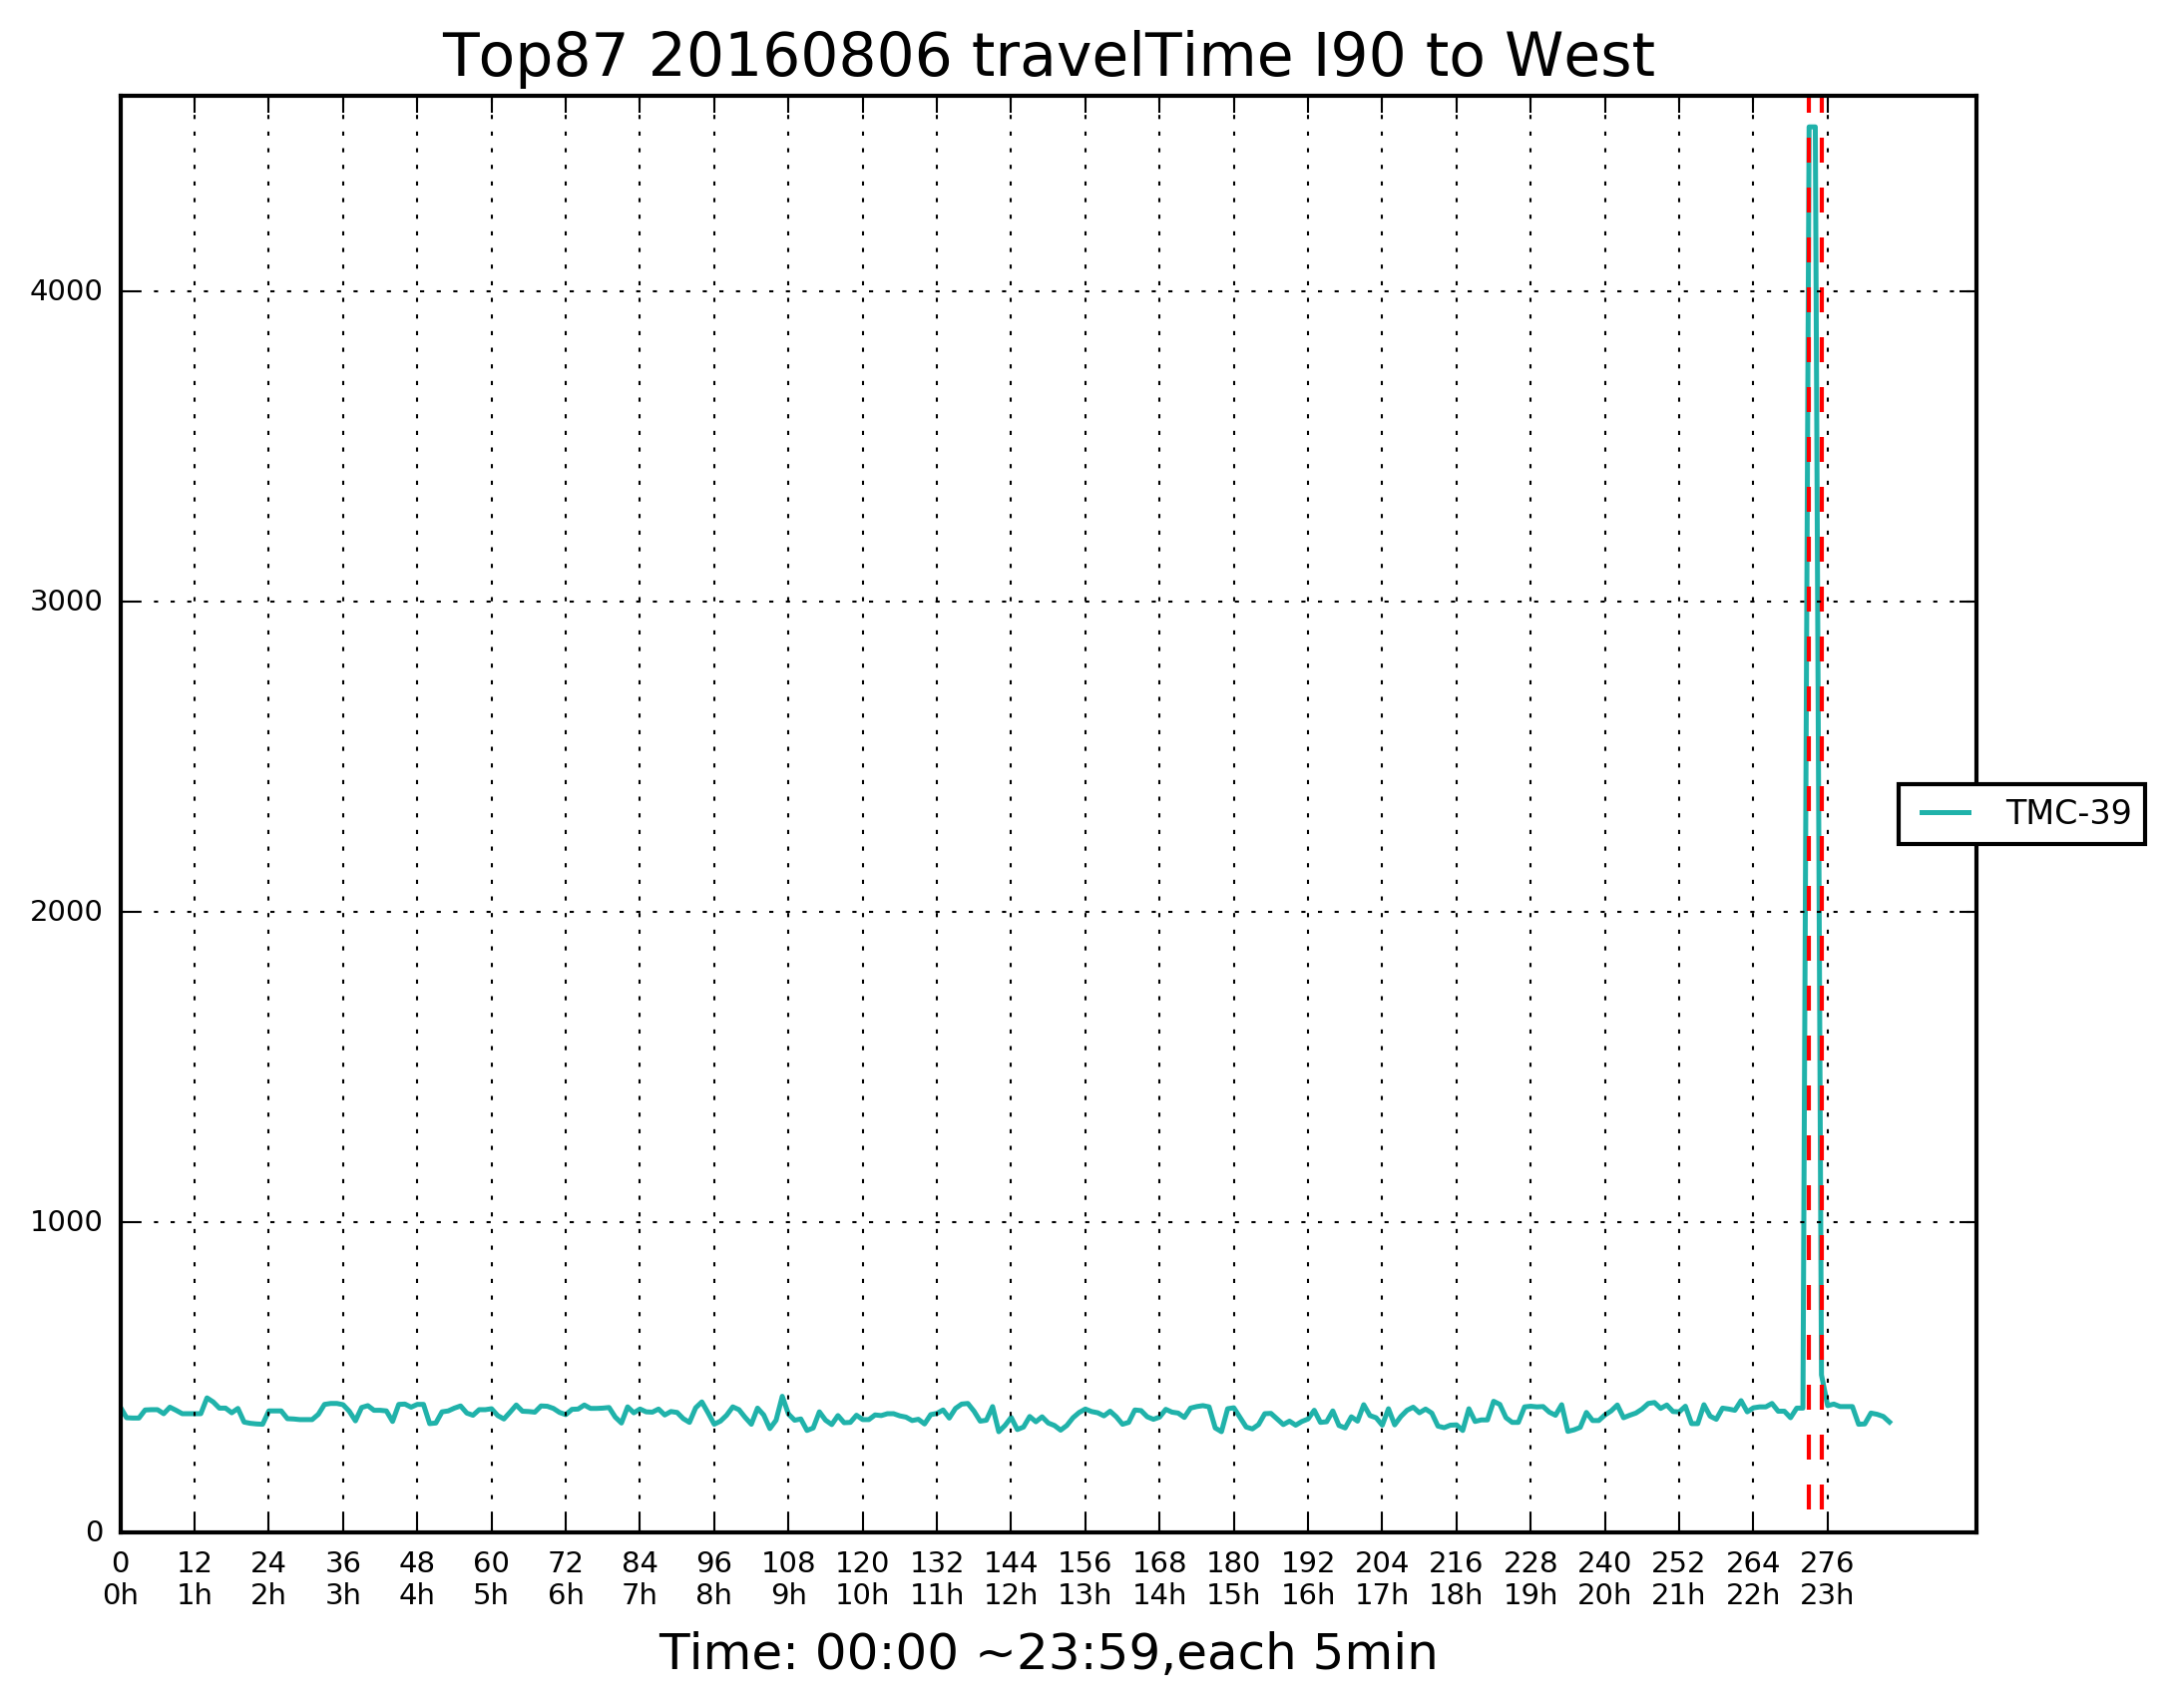 Top87 20160806 travelTime I90 to West
4000
3000
2000
1000
0
TMC-39
0 12 24 36 48 60 72 84 96 108 120 132 144 156 168 180 192 204 216 228 240 252 264 276
0h 1h 2h 3h 4h 5h 6h 7h 8h 9h 10h 11h 12h 13h 14h 15h 16h 17h 18h 19h 20h 21h 22h 23h
Time: 00:00 ~23:59,each 5min